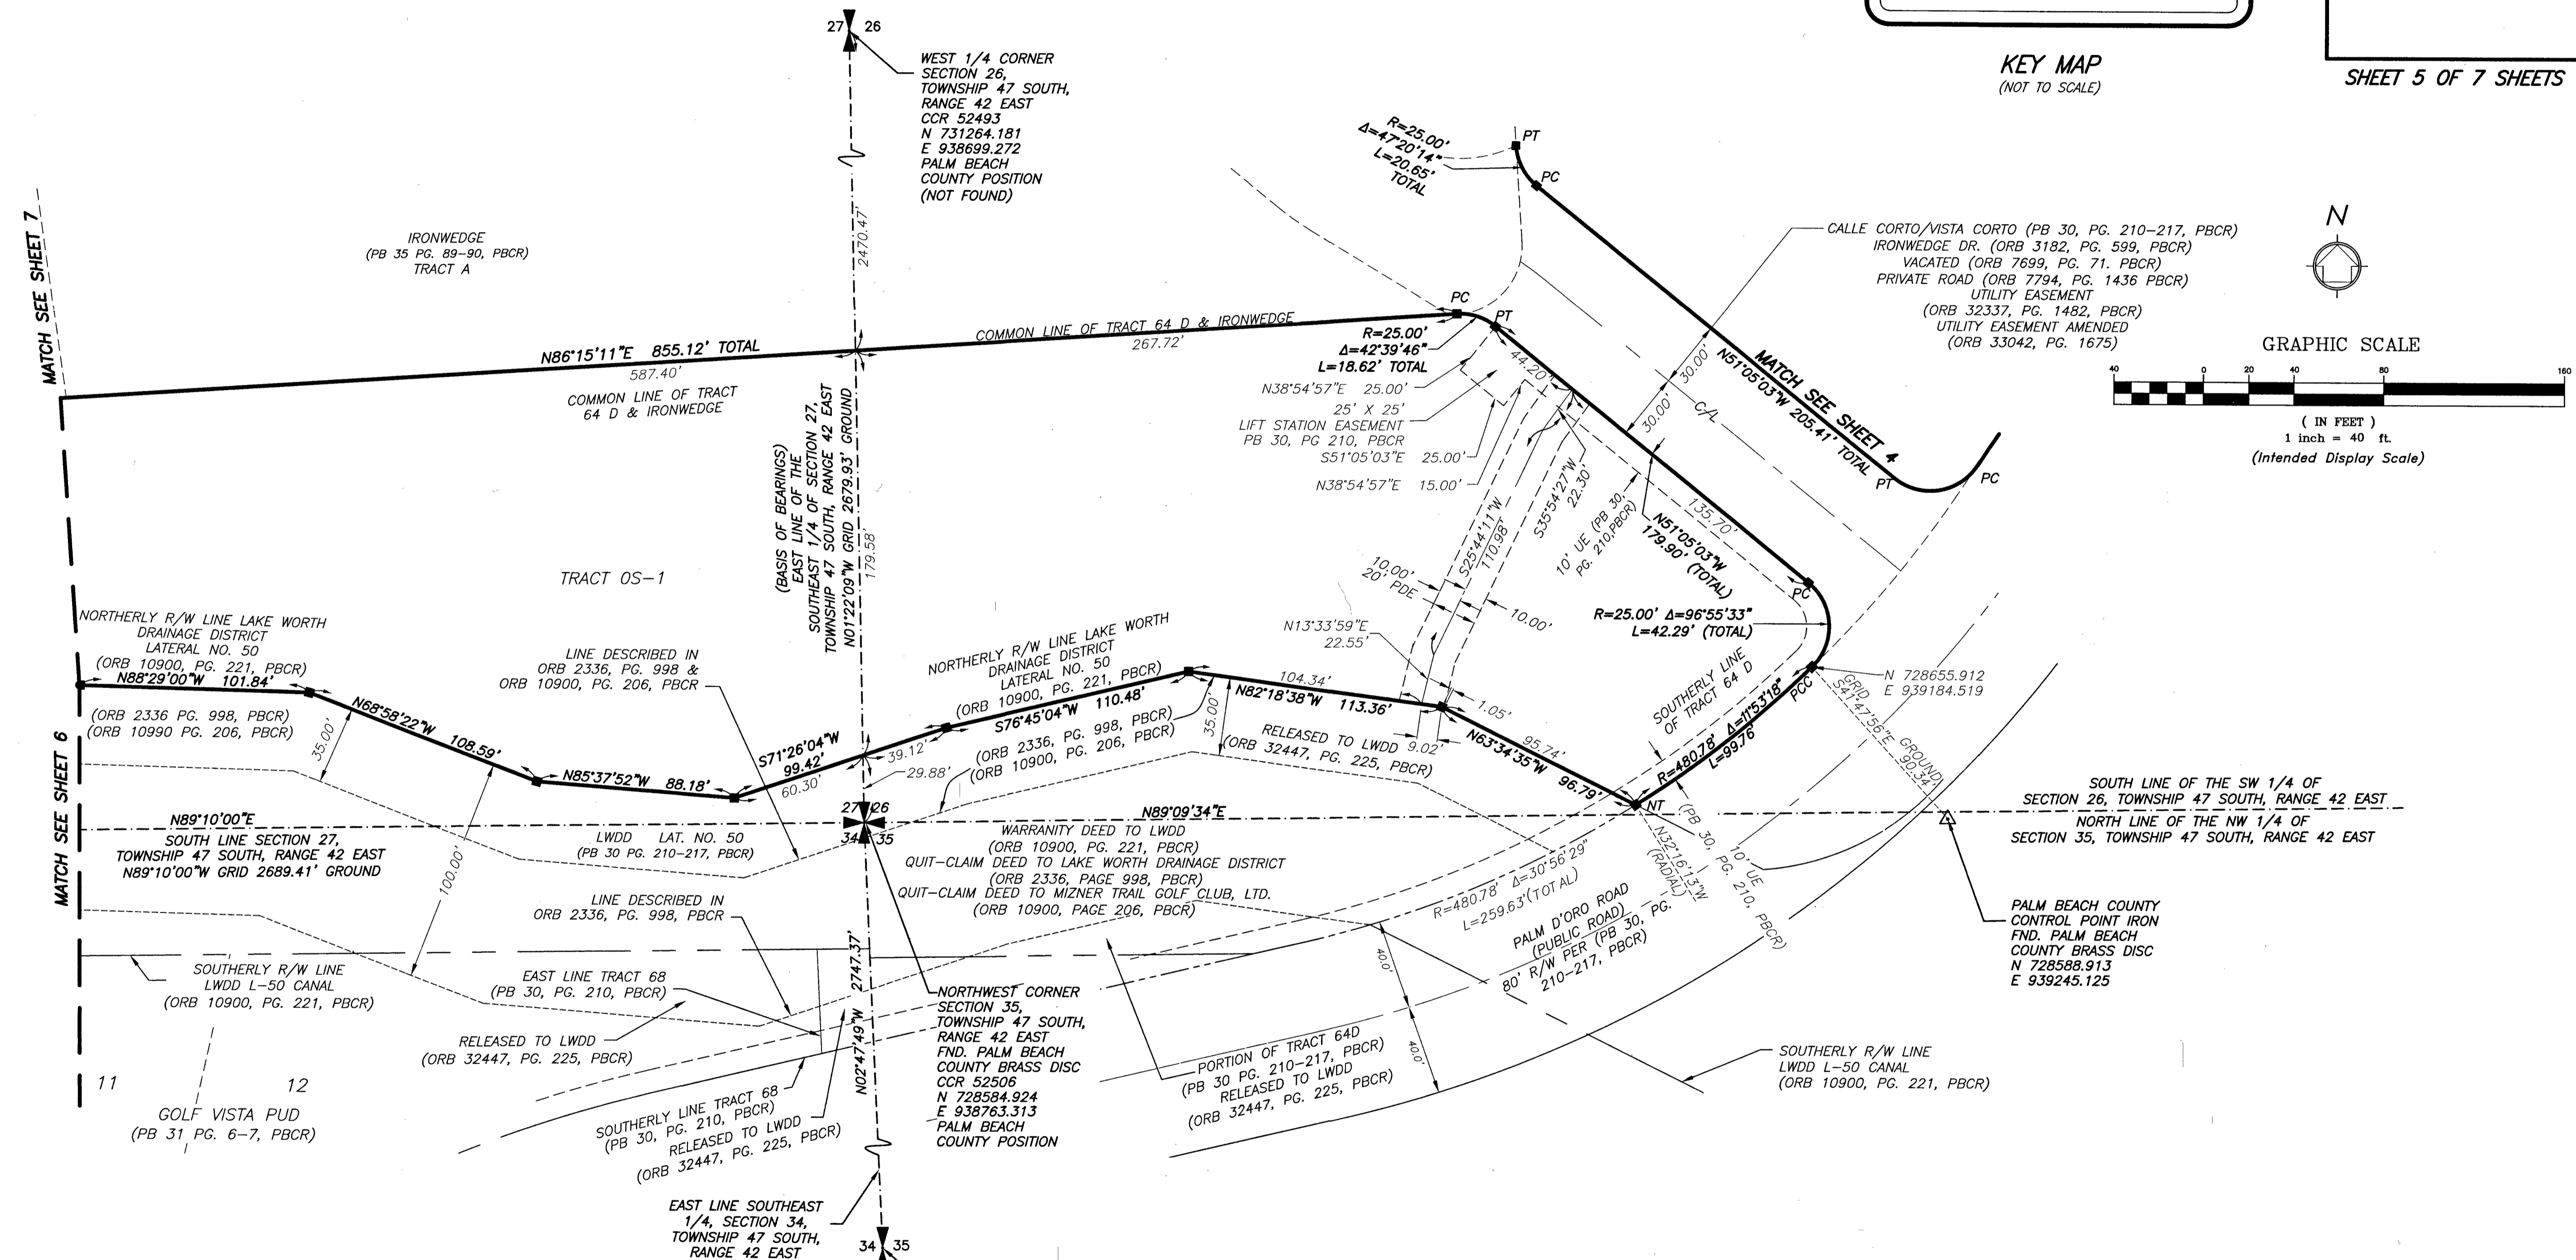 27 26
WEST 1/4 CORNER
SECTION 26,
TOWNSHIP 47 SOUTH,
RANGE 42 EAST
CCR 52493
N 731264.181
E 938699.272
PALM BEACH
COUNTY POSITION
(NOT FOUND)
KEY MAP
(NOT TO SCALE)
SHEET 5 OF 7 SHEETS
R=25.00'
Δ=47°20'14"
L=20.65'
TOTAL
PT
PC
MATCH SEE SHEET 7
IRONWEDGE
(PB 35 PG. 89-90, PBCR)
TRACT A
2470.47'
CALLE CORTO/VISTA CORTO (PB 30, PG. 210-217, PBCR)
IRONWEDGE DR. (ORB 3182, PG. 599, PBCR)
VACATED (ORB 7699, PG. 71. PBCR)
PRIVATE ROAD (ORB 7794, PG. 1436 PBCR)
UTILITY EASEMENT
(ORB 32337, PG. 1482, PBCR)
UTILITY EASEMENT AMENDED
(ORB 33042, PG. 1675)
N
GRAPHIC SCALE
40 0 20 40 80 160
( IN FEET )
1 inch = 40 ft.
(Intended Display Scale)
N86°15'11"E 855.12' TOTAL
587.40'
COMMON LINE OF TRACT
64 D & IRONWEDGE
COMMON LINE OF TRACT 64 D & IRONWEDGE
267.72'
PC
PT
R=25.00'
Δ=42°39'46"
L=18.62' TOTAL
44.20'
N38°54'57"E 25.00'
25' X 25'
LIFT STATION EASEMENT
PB 30, PG 210, PBCR
S51°05'03"E 25.00'
N38°54'57"E 15.00'
30.00'
30.00'
C/L
MATCH SEE SHEET 4
N51°05'03"W 205.41' TOTAL
PT
PC
(BASIS OF BEARINGS)
EAST LINE OF THE
SOUTHEAST 1/4 OF SECTION 27,
TOWNSHIP 47 SOUTH, RANGE 42 EAST
N01°22'09"W GRID 2679.93' GROUND
179.58'
S25°44'11"W
110.98'
S35°54'27"W
22.30'
10' UE (PB 30,
PG. 210,PBCR)
135.70'
N51°05'03"W
179.90' (TOTAL)
10.00'
20' PDE
10.00'
N13°33'59"E
22.55'
PC
R=25.00' Δ=96°55'33"
L=42.29' (TOTAL)
TRACT OS-1
NORTHERLY R/W LINE LAKE WORTH
DRAINAGE DISTRICT
LATERAL NO. 50
(ORB 10900, PG. 221, PBCR)
N88°29'00"W 101.84'
(ORB 2336 PG. 998, PBCR)
(ORB 10990 PG. 206, PBCR)
35.00'
N68°58'22"W 108.59'
LINE DESCRIBED IN
ORB 2336, PG. 998 &
ORB 10900, PG. 206, PBCR
N85°37'52"W 88.18'
S71°26'04"W
99.42'
60.30'
39.12'
29.88'
NORTHERLY R/W LINE LAKE WORTH
DRAINAGE DISTRICT
LATERAL NO. 50
(ORB 10900, PG. 221, PBCR)
S76°45'04"W 110.48'
(ORB 2336, PG. 998, PBCR)
(ORB 10900, PG. 206, PBCR)
35.00'
104.34'
N82°18'38"W 113.36'
RELEASED TO LWDD
(ORB 32447, PG. 225, PBCR)
9.02'
1.05'
95.74'
N63°34'35"W 96.79'
SOUTHERLY LINE
OF TRACT 64 D
PCC
R=480.78' Δ=11°53'18"
L=99.76'
NT
N 728655.912
E 939184.519
GRID GROUND)
S41°47'56"E 90.34'
MATCH SEE SHEET 6
N89°10'00"E
SOUTH LINE SECTION 27,
TOWNSHIP 47 SOUTH, RANGE 42 EAST
N89°10'00"W GRID 2689.41' GROUND
100.00'
LWDD LAT. NO. 50
(PB 30 PG. 210-217, PBCR)
27 26
34 35
N89°09'34"E
WARRANITY DEED TO LWDD
(ORB 10900, PG. 221, PBCR)
QUIT-CLAIM DEED TO LAKE WORTH DRAINAGE DISTRICT
(ORB 2336, PAGE 998, PBCR)
QUIT-CLAIM DEED TO MIZNER TRAIL GOLF CLUB, LTD.
(ORB 10900, PAGE 206, PBCR)
SOUTH LINE OF THE SW 1/4 OF
SECTION 26, TOWNSHIP 47 SOUTH, RANGE 42 EAST
NORTH LINE OF THE NW 1/4 OF
SECTION 35, TOWNSHIP 47 SOUTH, RANGE 42 EAST
PALM BEACH COUNTY
CONTROL POINT IRON
FND. PALM BEACH
COUNTY BRASS DISC
N 728588.913
E 939245.125
R=480.78' Δ=30°56'29"
L=259.63'(TOTAL)
N32°16'13"W
(RADIAL)
10' UE
(PB 30, PG. 210, PBCR)
PALM D'ORO ROAD
(PUBLIC ROAD)
80' R/W PER (PB 30, PG.
210-217, PBCR)
40.0'
40.0'
LINE DESCRIBED IN
ORB 2336, PG. 998, PBCR
SOUTHERLY R/W LINE
LWDD L-50 CANAL
(ORB 10900, PG. 221, PBCR)
EAST LINE TRACT 68
(PB 30, PG. 210, PBCR)
RELEASED TO LWDD
(ORB 32447, PG. 225, PBCR)
N02°47'49"W 2747.37'
NORTHWEST CORNER
SECTION 35,
TOWNSHIP 47 SOUTH,
RANGE 42 EAST
FND. PALM BEACH
COUNTY BRASS DISC
CCR 52506
N 728584.924
E 938763.313
PALM BEACH
COUNTY POSITION
PORTION OF TRACT 64D
(PB 30 PG. 210-217, PBCR)
RELEASED TO LWDD
(ORB 32447, PG. 225, PBCR)
SOUTHERLY R/W LINE
LWDD L-50 CANAL
(ORB 10900, PG. 221, PBCR)
11 12
GOLF VISTA PUD
(PB 31 PG. 6-7, PBCR)
SOUTHERLY LINE TRACT 68
(PB 30, PG. 210, PBCR)
RELEASED TO LWDD
(ORB 32447, PG. 225, PBCR)
EAST LINE SOUTHEAST
1/4, SECTION 34,
TOWNSHIP 47 SOUTH,
RANGE 42 EAST
34 35